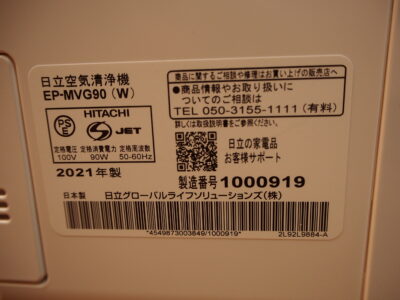 日立空気清浄機
EP-MVG90 (W)
商品に関するご相談や修理はお買い上げの販売店へ
●商品情報やお取り扱いに
ついてのご相談は
TEL 050-3155-1111 (有料)
詳しくは取扱説明書をご覧ください。
PSE
HITACHI
JET
定格電圧 定格消費電力 定格周波数
100V 90W 50-60Hz
日立の家電品
お客様サポート
2021年製
製造番号 1000919
日本製 日立グローバルライフソリューションズ(株)
*4549873003849/1000919*
2L92L9884-A